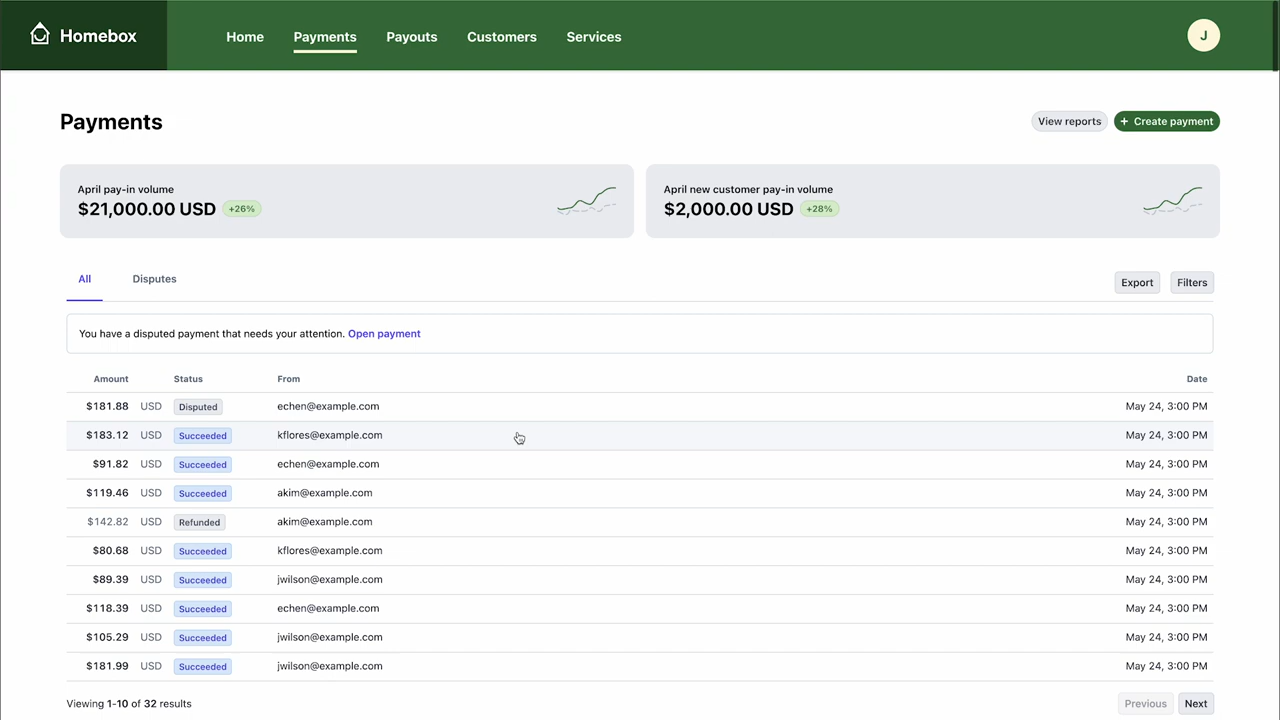 Homebox Home Payments Payouts Customers Services J
Payments View reports + Create payment
April pay-in volume
$21,000.00 USD +26%
April new customer pay-in volume
$2,000.00 USD +28%
All Disputes Export Filters
You have a disputed payment that needs your attention. Open payment
Amount Status From Date
$181.88 USD Disputed echen@example.com May 24, 3:00 PM
$183.12 USD Succeeded kflores@example.com May 24, 3:00 PM
$91.82 USD Succeeded echen@example.com May 24, 3:00 PM
$119.46 USD Succeeded akim@example.com May 24, 3:00 PM
$142.82 USD Refunded akim@example.com May 24, 3:00 PM
$80.68 USD Succeeded kflores@example.com May 24, 3:00 PM
$89.39 USD Succeeded jwilson@example.com May 24, 3:00 PM
$118.39 USD Succeeded echen@example.com May 24, 3:00 PM
$105.29 USD Succeeded jwilson@example.com May 24, 3:00 PM
$181.99 USD Succeeded jwilson@example.com May 24, 3:00 PM
Viewing 1-10 of 32 results Previous Next